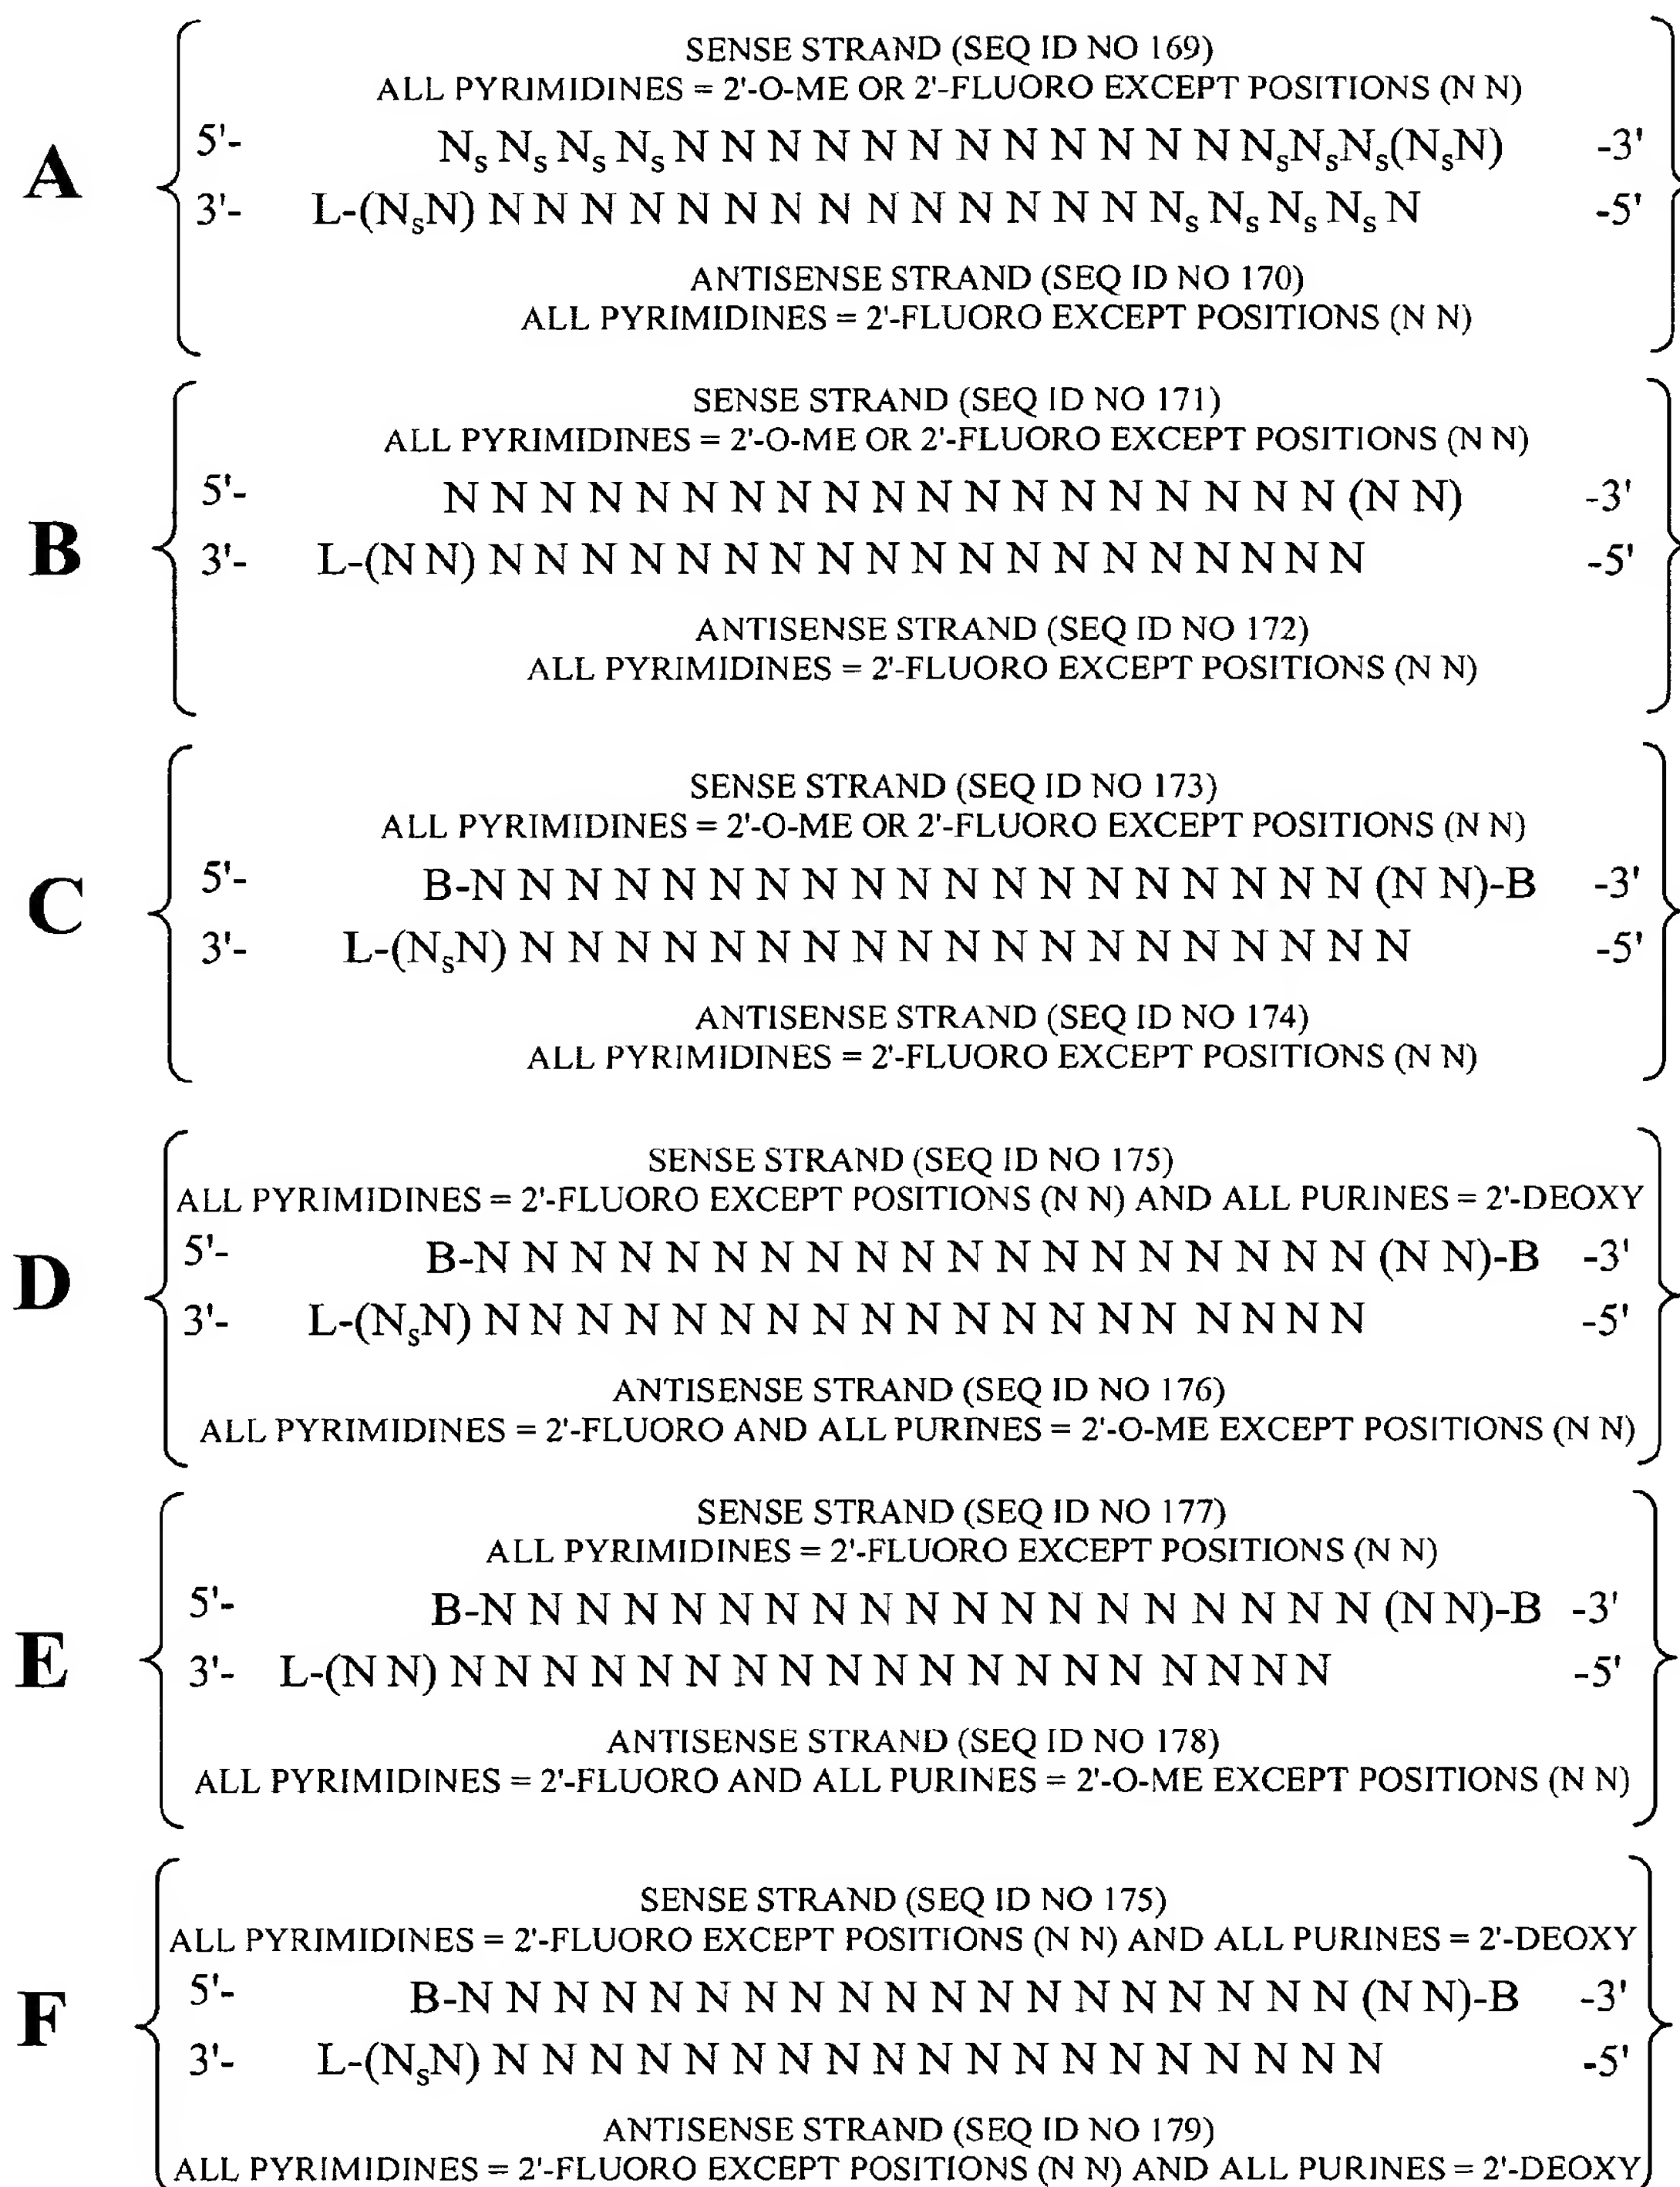 SENSE STRAND (SEQ ID NO 169)
ALL PYRIMIDINES = 2'-O-ME OR 2'-FLUORO EXCEPT POSITIONS (N N)
A
5'- NₛNₛNₛNₛN N N N N N N N N N N N NₛNₛNₛ(NₛN) -3'
3'- L-(NₛN) N N N N N N N N N N N N N N Nₛ Nₛ Nₛ Nₛ N -5'
ANTISENSE STRAND (SEQ ID NO 170)
ALL PYRIMIDINES = 2'-FLUORO EXCEPT POSITIONS (N N)
SENSE STRAND (SEQ ID NO 171)
ALL PYRIMIDINES = 2'-O-ME OR 2'-FLUORO EXCEPT POSITIONS (N N)
B
5'- N N N N N N N N N N N N N N N N N N N (N N) -3'
3'- L-(N N) N N N N N N N N N N N N N N N N N N N -5'
ANTISENSE STRAND (SEQ ID NO 172)
ALL PYRIMIDINES = 2'-FLUORO EXCEPT POSITIONS (N N)
SENSE STRAND (SEQ ID NO 173)
ALL PYRIMIDINES = 2'-O-ME OR 2'-FLUORO EXCEPT POSITIONS (N N)
C
5'- B-N N N N N N N N N N N N N N N N N N N (N N)-B -3'
3'- L-(NₛN) N N N N N N N N N N N N N N N N N N N -5'
ANTISENSE STRAND (SEQ ID NO 174)
ALL PYRIMIDINES = 2'-FLUORO EXCEPT POSITIONS (N N)
SENSE STRAND (SEQ ID NO 175)
ALL PYRIMIDINES = 2'-FLUORO EXCEPT POSITIONS (N N) AND ALL PURINES = 2'-DEOXY
D
5'- B-N N N N N N N N N N N N N N N N N N N (N N)-B -3'
3'- L-(NₛN) N N N N N N N N N N N N N N N N N N N -5'
ANTISENSE STRAND (SEQ ID NO 176)
ALL PYRIMIDINES = 2'-FLUORO AND ALL PURINES = 2'-O-ME EXCEPT POSITIONS (N N)
SENSE STRAND (SEQ ID NO 177)
ALL PYRIMIDINES = 2'-FLUORO EXCEPT POSITIONS (N N)
E
5'- B-N N N N N N N N N N N N N N N N N N N (N N)-B -3'
3'- L-(N N) N N N N N N N N N N N N N N N N N N N -5'
ANTISENSE STRAND (SEQ ID NO 178)
ALL PYRIMIDINES = 2'-FLUORO AND ALL PURINES = 2'-O-ME EXCEPT POSITIONS (N N)
SENSE STRAND (SEQ ID NO 175)
ALL PYRIMIDINES = 2'-FLUORO EXCEPT POSITIONS (N N) AND ALL PURINES = 2'-DEOXY
F
5'- B-N N N N N N N N N N N N N N N N N N N (N N)-B -3'
3'- L-(NₛN) N N N N N N N N N N N N N N N N N N N -5'
ANTISENSE STRAND (SEQ ID NO 179)
ALL PYRIMIDINES = 2'-FLUORO EXCEPT POSITIONS (N N) AND ALL PURINES = 2'-DEOXY